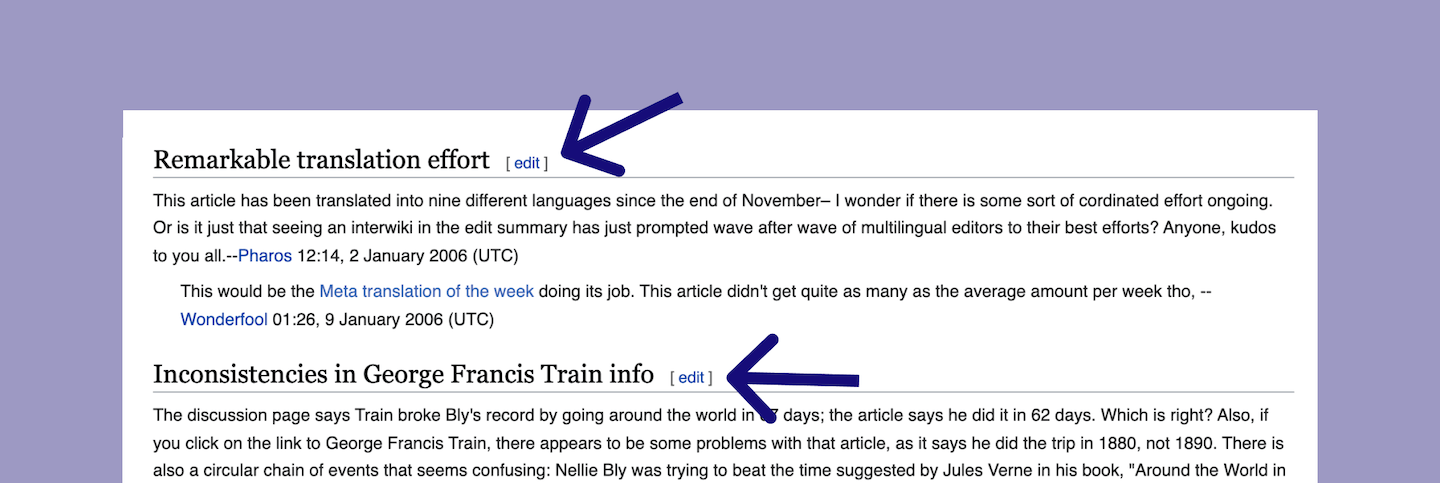 Remarkable translation effort [ edit ]
This article has been translated into nine different languages since the end of November– I wonder if there is some sort of cordinated effort ongoing.
Or is it just that seeing an interwiki in the edit summary has just prompted wave after wave of multilingual editors to their best efforts? Anyone, kudos
to you all.--Pharos 12:14, 2 January 2006 (UTC)
This would be the Meta translation of the week doing its job. This article didn't get quite as many as the average amount per week tho, --
Wonderfool 01:26, 9 January 2006 (UTC)
Inconsistencies in George Francis Train info [ edit ]
The discussion page says Train broke Bly's record by going around the world in days; the article says he did it in 62 days. Which is right? Also, if
you click on the link to George Francis Train, there appears to be some problems with that article, as it says he did the trip in 1880, not 1890. There is
also a circular chain of events that seems confusing: Nellie Bly was trying to beat the time suggested by Jules Verne in his book, "Around the World in